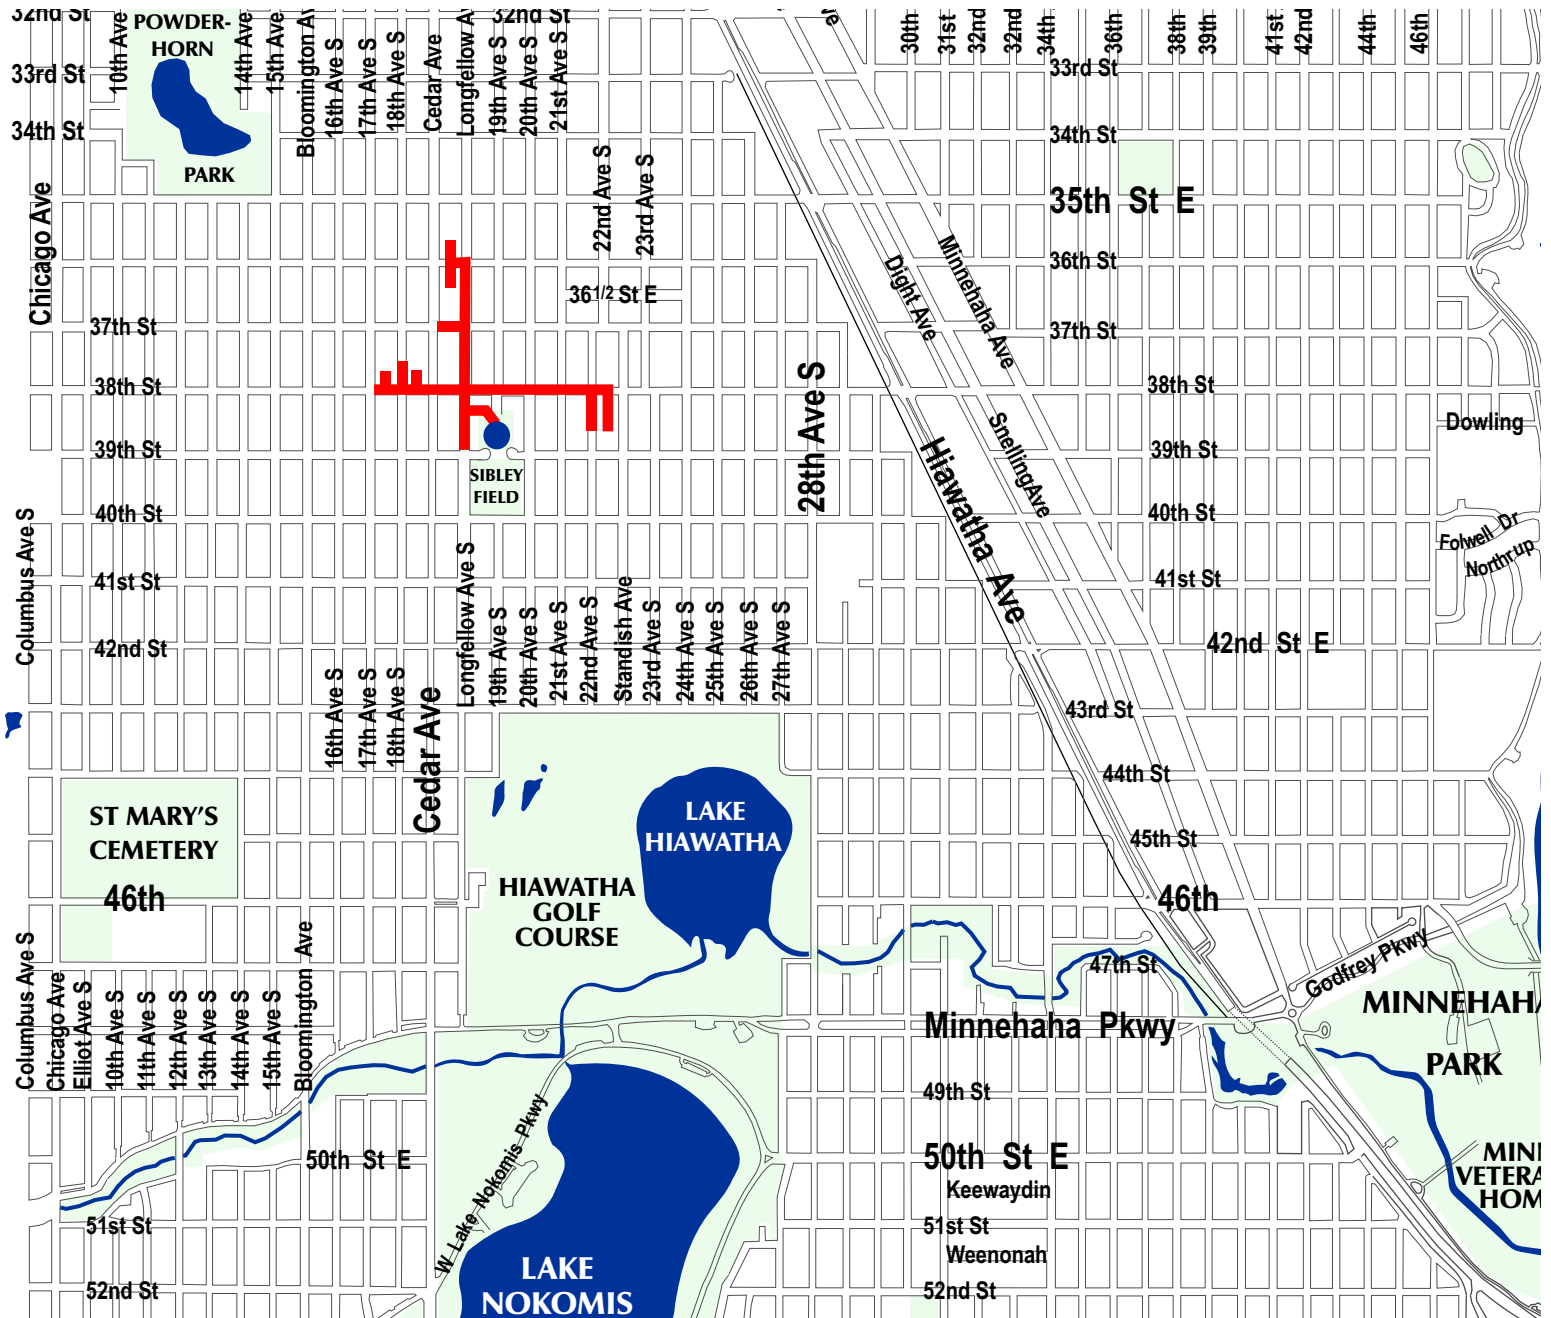 32nd St
10th Ave
POWDER-
HORN
PARK
14th Ave
15th Ave
Bloomington Av
16th Ave S
17th Ave S
18th Ave S
Cedar Ave
Longfellow A
32nd St
19th Ave S
20th Ave S
21st Ave S
ve
30th
31st
32nd
32nd
34th
36th
38th
39th
41st
42nd
44th
46th
33rd St
33rd St
34th St
34th St
35th St E
22nd Ave S
23rd Ave S
Chicago Ave
Dight Ave
Minnehaha Ave
36th St
36 1/2 St E
37th St
37th St
38th St
38th St
28th Ave S
Hiawatha Ave
Snelling Ave
Dowling
39th St
39th St
SIBLEY
FIELD
40th St
40th St
Folwell Dr
Northrup
Columbus Ave S
41st St
41st St
42nd St
42nd St E
Longfellow Ave S
19th Ave S
20th Ave S
21st Ave S
22nd Ave S
Standish Ave
23rd Ave S
24th Ave S
25th Ave S
26th Ave S
27th Ave S
16th Ave S
17th Ave S
18th Ave S
Cedar Ave
43rd St
44th St
45th St
ST MARY'S
CEMETERY
46th
46th
LAKE
HIAWATHA
HIAWATHA
GOLF
COURSE
47th St
Godfrey Pkwy
Columbus Ave S
Chicago Ave
Elliot Ave S
10th Ave S
11th Ave S
12th Ave S
13th Ave S
14th Ave S
15th Ave S
Bloomington Ave
Minnehaha Pkwy
MINNEHAHA
PARK
49th St
W Lake Nokomis Pkwy
50th St E
50th St E
Keewaydin
51st St
51st St
Weenonah
52nd St
52nd St
LAKE
NOKOMIS
MINN
VETERA
HOM